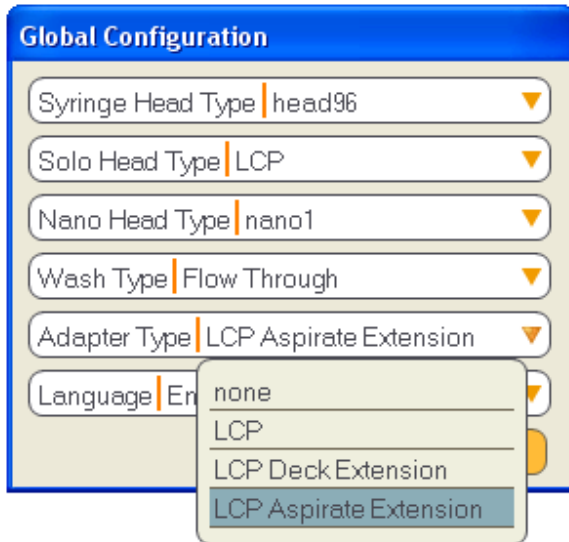 Global Configuration
Syringe Head Type head96
Solo Head Type LCP
Nano Head Type nano1
Wash Type Flow Through
Adapter Type LCP Aspirate Extension
Language En
none
LCP
LCP Deck Extension
LCP Aspirate Extension